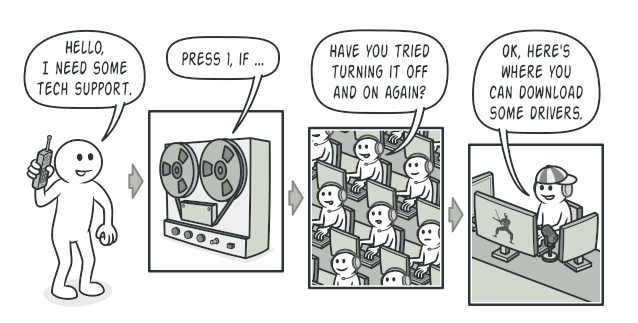 HELLO,
I NEED SOME
TECH SUPPORT.
PRESS 1, IF ...
HAVE YOU TRIED
TURNING IT OFF
AND ON AGAIN?
OK, HERE'S
WHERE YOU
CAN DOWNLOAD
SOME DRIVERS.